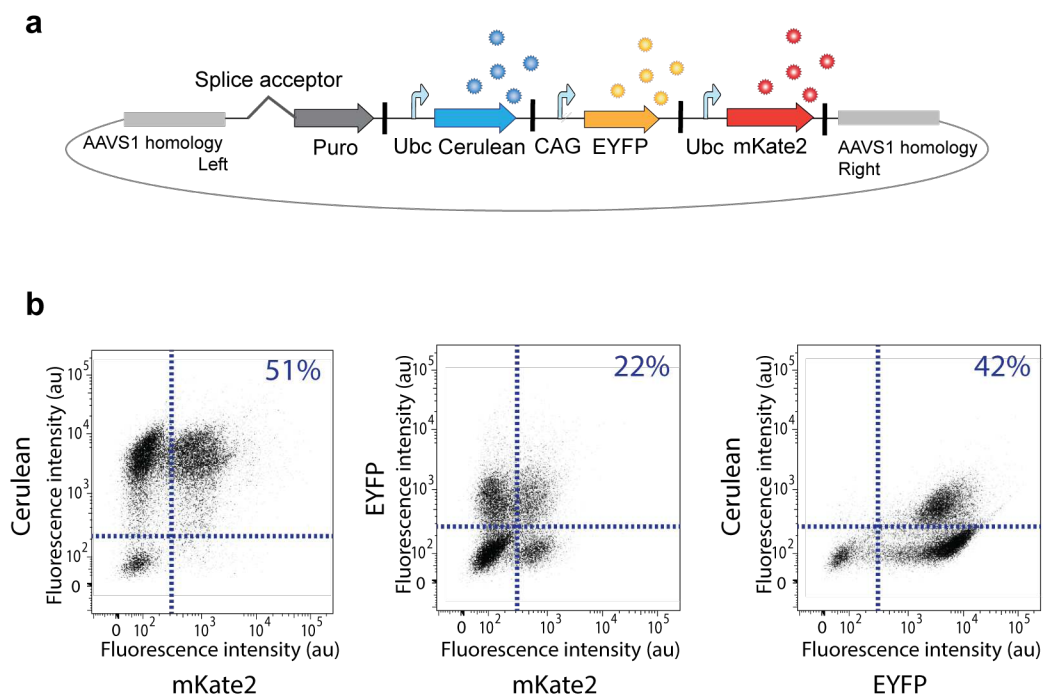 a
Splice acceptor
AAVS1 homology
Left
Puro
Ubc Cerulean CAG EYFP Ubc mKate2
AAVS1 homology
Right
b
Cerulean
Fluorescence intensity (au)
10^5
10^4
10^3
10^2
0
51%
0 10^2 10^3 10^4 10^5
Fluorescence intensity (au)
mKate2
EYFP
Fluorescence intensity (au)
10^5
10^4
10^3
10^2
0
22%
0 10^2 10^3 10^4 10^5
Fluorescence intensity (au)
mKate2
Cerulean
Fluorescence intensity (au)
10^5
10^4
10^3
10^2
0
42%
0 10^2 10^3 10^4 10^5
Fluorescence intensity (au)
EYFP